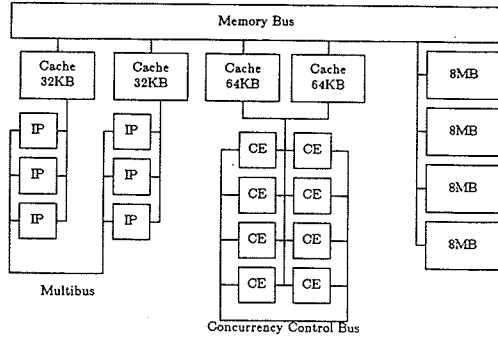 Memory Bus
Cache
32KB
Cache
32KB
Cache
64KB
Cache
64KB
8MB
8MB
8MB
8MB
IP
IP
IP
IP
IP
IP
CE
CE
CE
CE
CE
CE
CE
CE
Multibus
Concurrency Control Bus